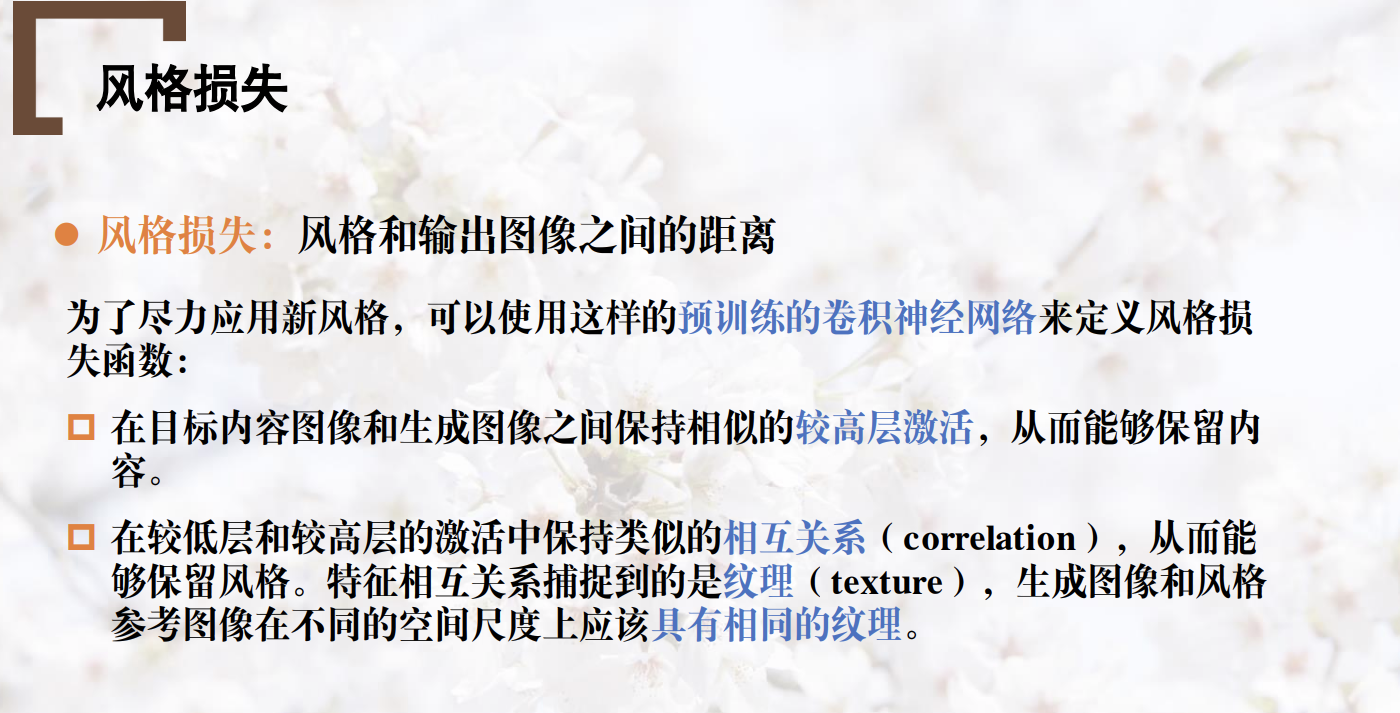 风格损失
风格损失：风格和输出图像之间的距离
为了尽力应用新风格，可以使用这样的预训练的卷积神经网络来定义风格损
失函数：
在目标内容图像和生成图像之间保持相似的较高层激活，从而能够保留内
容。
在较低层和较高层的激活中保持类似的相互关系（correlation），从而能
够保留风格。特征相互关系捕捉到的是纹理（texture），生成图像和风格
参考图像在不同的空间尺度上应该具有相同的纹理。